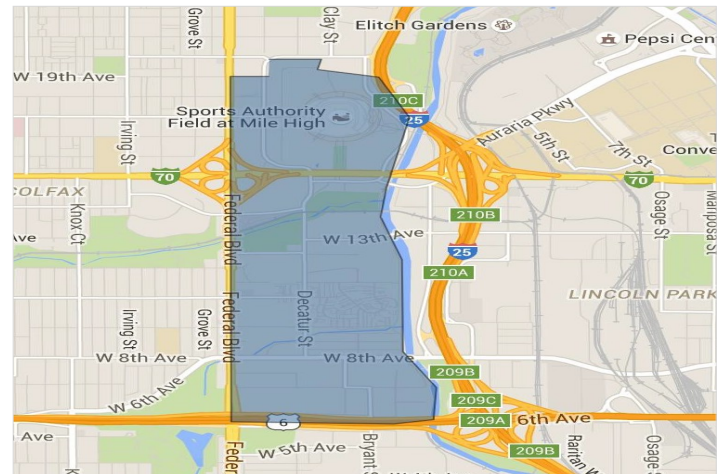 Grove St
Clay St
Elitch Gardens
Pepsi Cen
W 19th Ave
210C
Sports Authority
Field at Mile High
25
Auraria Pkwy
5th St
7th St
Irving St
Conve
70
70
COLFAX
Knox Ct
Federal Blvd
210B
Osage St
Mariposa St
Ave
W 13th Ave
25
210A
LINCOLN PARK
Irving St
Grove St
Federal Blvd
Decatur St
W 8th Ave
W 8th Ave
209B
W 6th Ave
209C
6
209A
6th Ave
Ave
W 5th Ave
Bryant St
Feder
209B
Raritan W
Osage